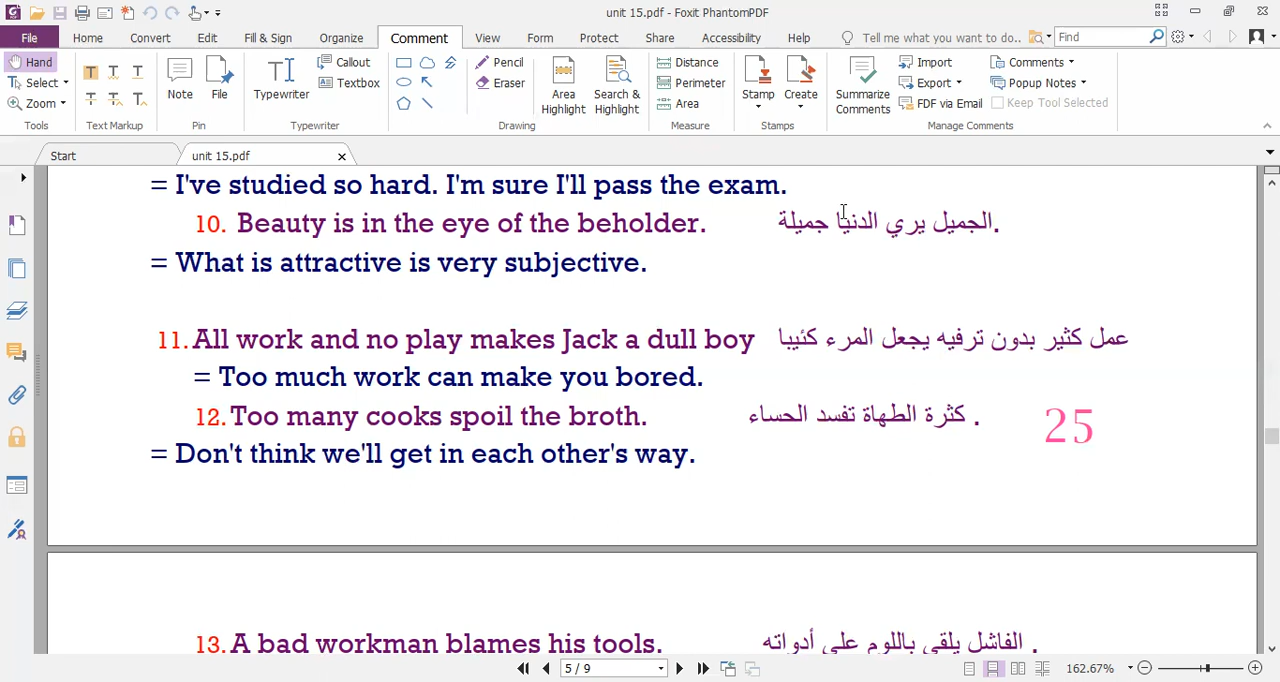 unit 15.pdf - Foxit PhantomPDF
File Home Convert Edit Fill & Sign Organize Comment View Form Protect Share Accessibility Help Tell me what you want to do.. Find
Hand Select Zoom Tools
Text Markup
Note File Pin
Typewriter Callout Textbox Typewriter
Pencil Eraser Area Highlight Search & Highlight Drawing
Distance Perimeter Area Measure
Stamp Create Stamps
Summarize Comments Import Export FDF via Email Comments Popup Notes Keep Tool Selected Manage Comments
Start unit 15.pdf
= I've studied so hard. I'm sure I'll pass the exam.
10. Beauty is in the eye of the beholder. الجميل يري الدنيا جميلة.
= What is attractive is very subjective.
11. All work and no play makes Jack a dull boy عمل كثير بدون ترفيه يجعل المرء كئيبا
= Too much work can make you bored.
12. Too many cooks spoil the broth. كثرة الطهاة تفسد الحساء .
25
= Don't think we'll get in each other's way.
13. A bad workman blames his tools. الفاشل يلقي باللوم علي أدواته .
5 / 9
162.67%